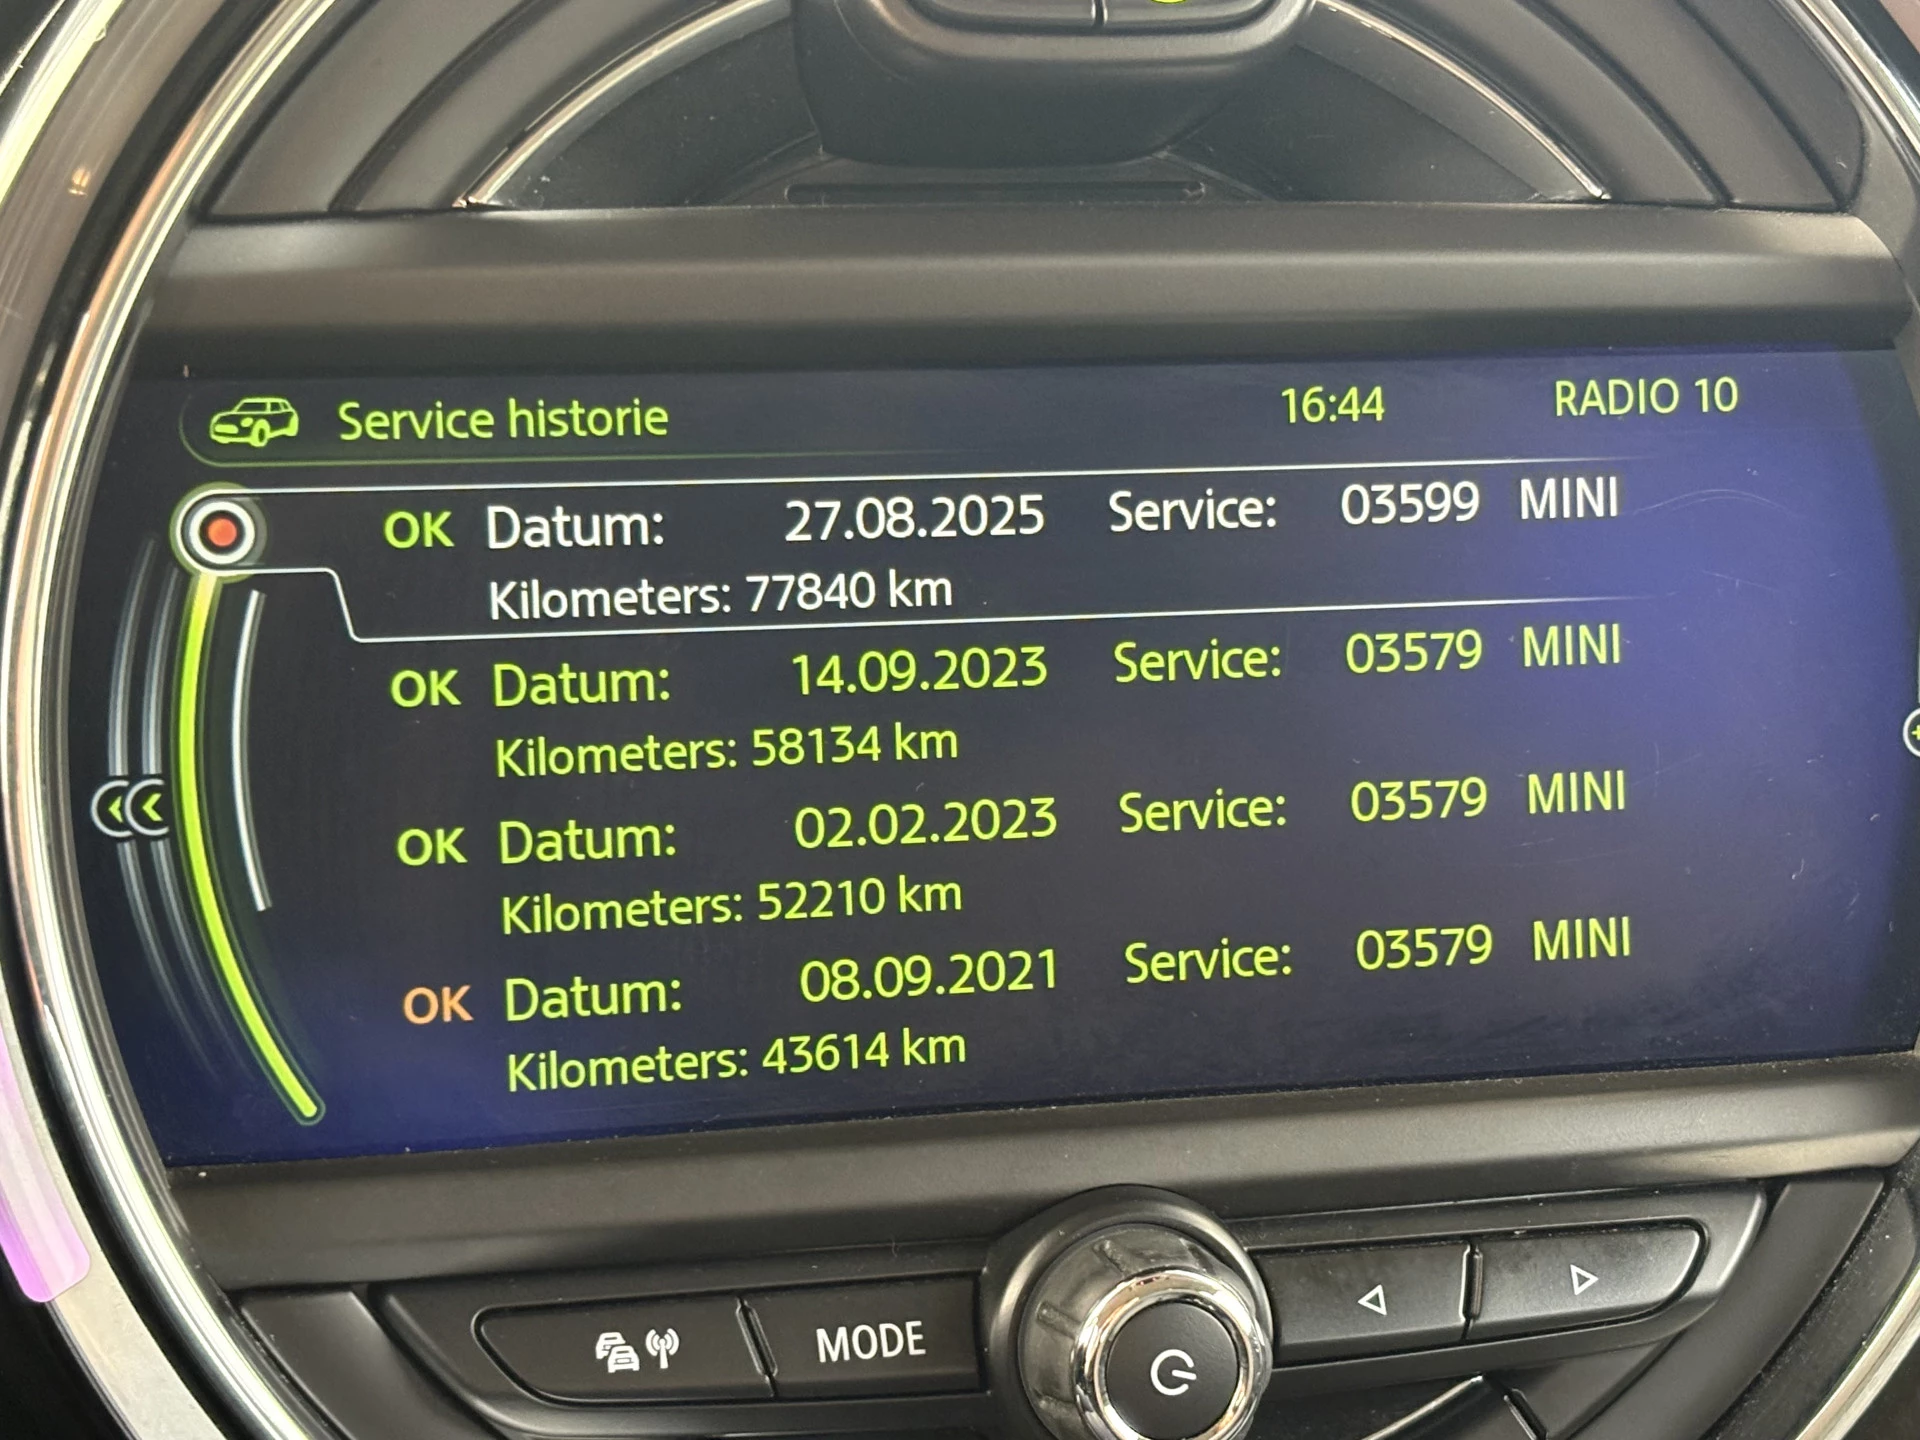 Service historie 16:44 RADIO 10
OK Datum: 27.08.2025 Service: 03599 MINI
Kilometers: 77840 km
OK Datum: 14.09.2023 Service: 03579 MINI
Kilometers: 58134 km
OK Datum: 02.02.2023 Service: 03579 MINI
Kilometers: 52210 km
OK Datum: 08.09.2021 Service: 03579 MINI
Kilometers: 43614 km
MODE